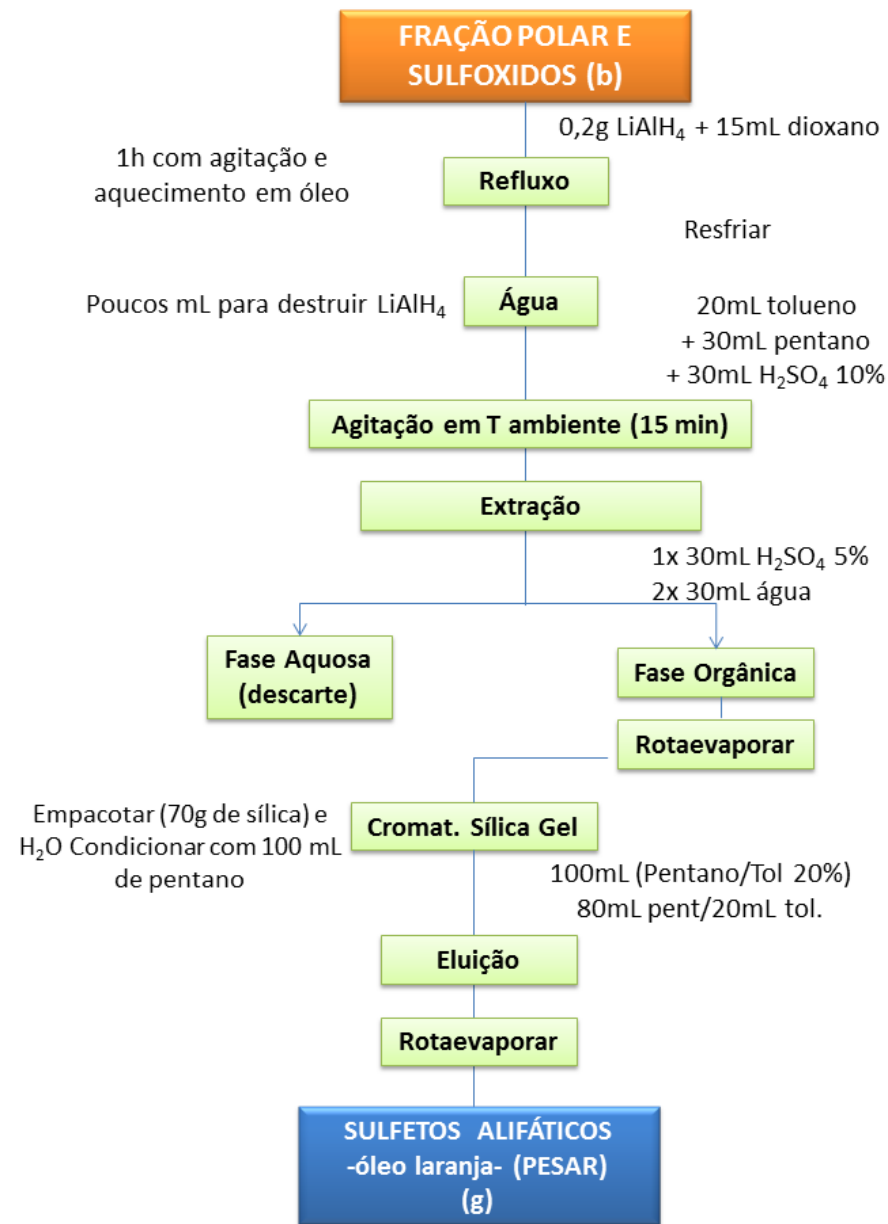 FRAÇÃO POLAR E
SULFOXIDOS (b)
0,2g LiAlH₄ + 15mL dioxano
1h com agitação e
aquecimento em óleo
Refluxo
Resfriar
Poucos mL para destruir LiAlH₄
Água
20mL tolueno
+ 30mL pentano
+ 30mL H₂SO₄ 10%
Agitação em T ambiente (15 min)
Extração
1x 30mL H₂SO₄ 5%
2x 30mL água
Fase Aquosa
(descarte)
Fase Orgânica
Rotaevaporar
Empacotar (70g de sílica) e
H₂O Condicionar com 100 mL
de pentano
Cromat. Sílica Gel
100mL (Pentano/Tol 20%)
80mL pent/20mL tol.
Eluição
Rotaevaporar
SULFETOS ALIFÁTICOS
-óleo laranja- (PESAR)
(g)